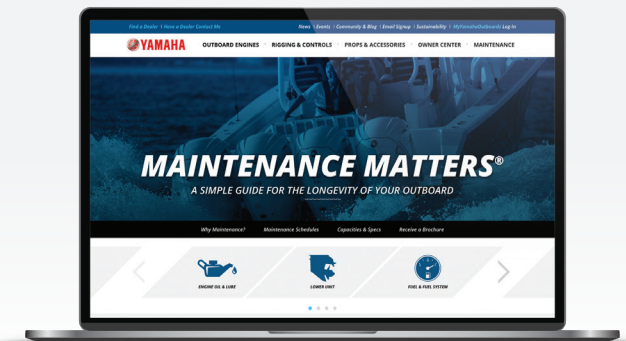 Find a Dealer | Have a Dealer Contact Me
News | Events | Community & Blog | Email Signup | Sustainability | MyYamahaOutboards Log-In
YAMAHA
OUTBOARD ENGINES
RIGGING & CONTROLS
PROPS & ACCESSORIES
OWNER CENTER
MAINTENANCE
MAINTENANCE MATTERS®
A SIMPLE GUIDE FOR THE LONGEVITY OF YOUR OUTBOARD
Why Maintenance?
Maintenance Schedules
Capacities & Specs
Receive a Brochure
ENGINE OIL & LUBE
LOWER UNIT
FUEL & FUEL SYSTEM